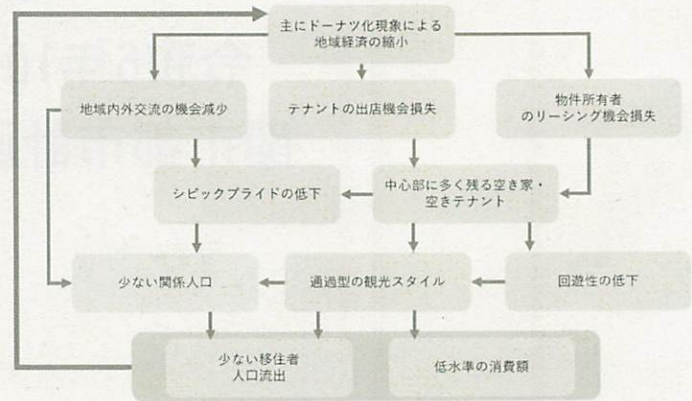 主にドーナツ化現象による
地域経済の縮小
地域内外交流の機会減少
テナントの出店機会損失
物件所有者
のリーシング機会損失
シビックプライドの低下
中心部に多く残る空き家・
空きテナント
少ない関係人口
通過型の観光スタイル
回遊性の低下
少ない移住者
人口流出
低水準の消費額